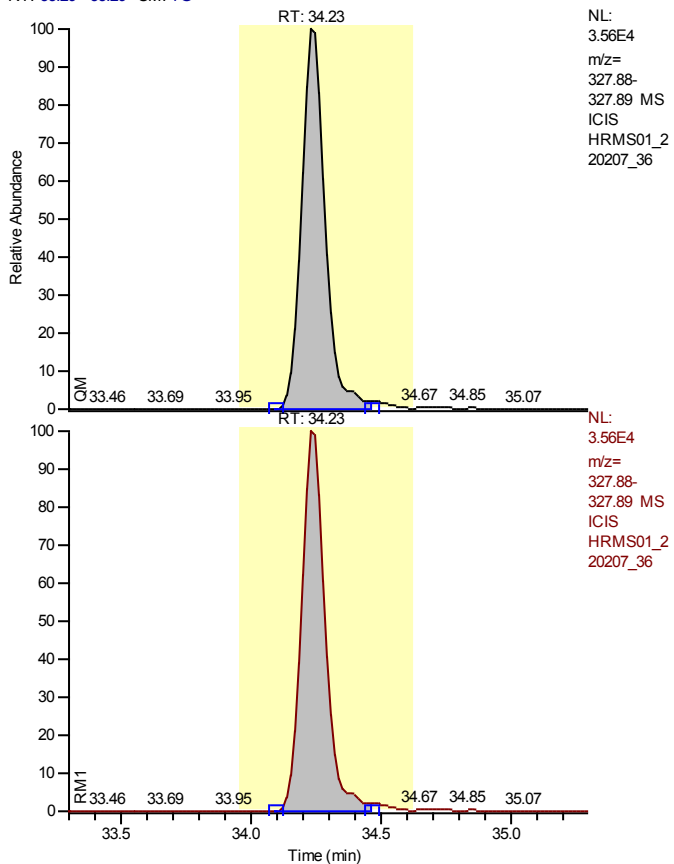 RT: 34.23
NL:
3.56E4
m/z=
327.88-
327.89 MS
ICIS
HRMS01_2
20207_36
100
90
80
70
60
50
40
30
20
10
0
Relative Abundance
QM
33.46 33.69 33.95 34.67 34.85 35.07
RT: 34.23
NL:
3.56E4
m/z=
327.88-
327.89 MS
ICIS
HRMS01_2
20207_36
100
90
80
70
60
50
40
30
20
10
0
RM1
33.46 33.69 33.95 34.67 34.85 35.07
33.5 34.0 34.5 35.0
Time (min)